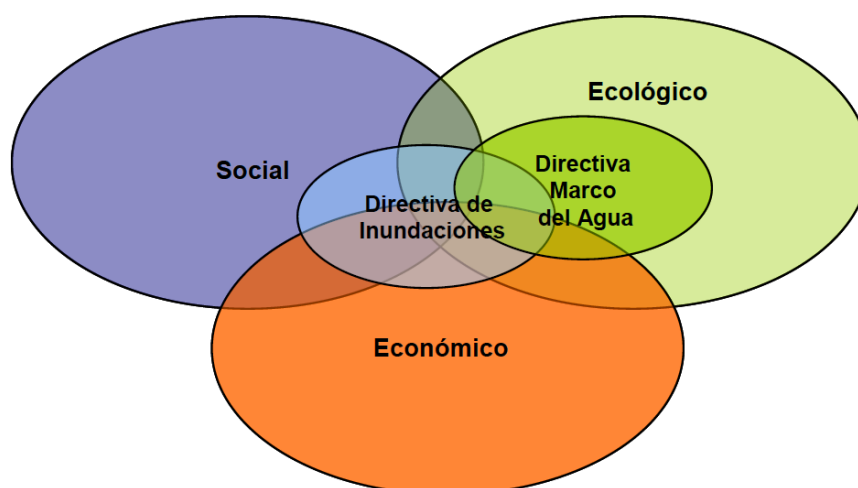 Ecológico
Social
Directiva
Marco
del Agua
Directiva de
Inundaciones
Económico